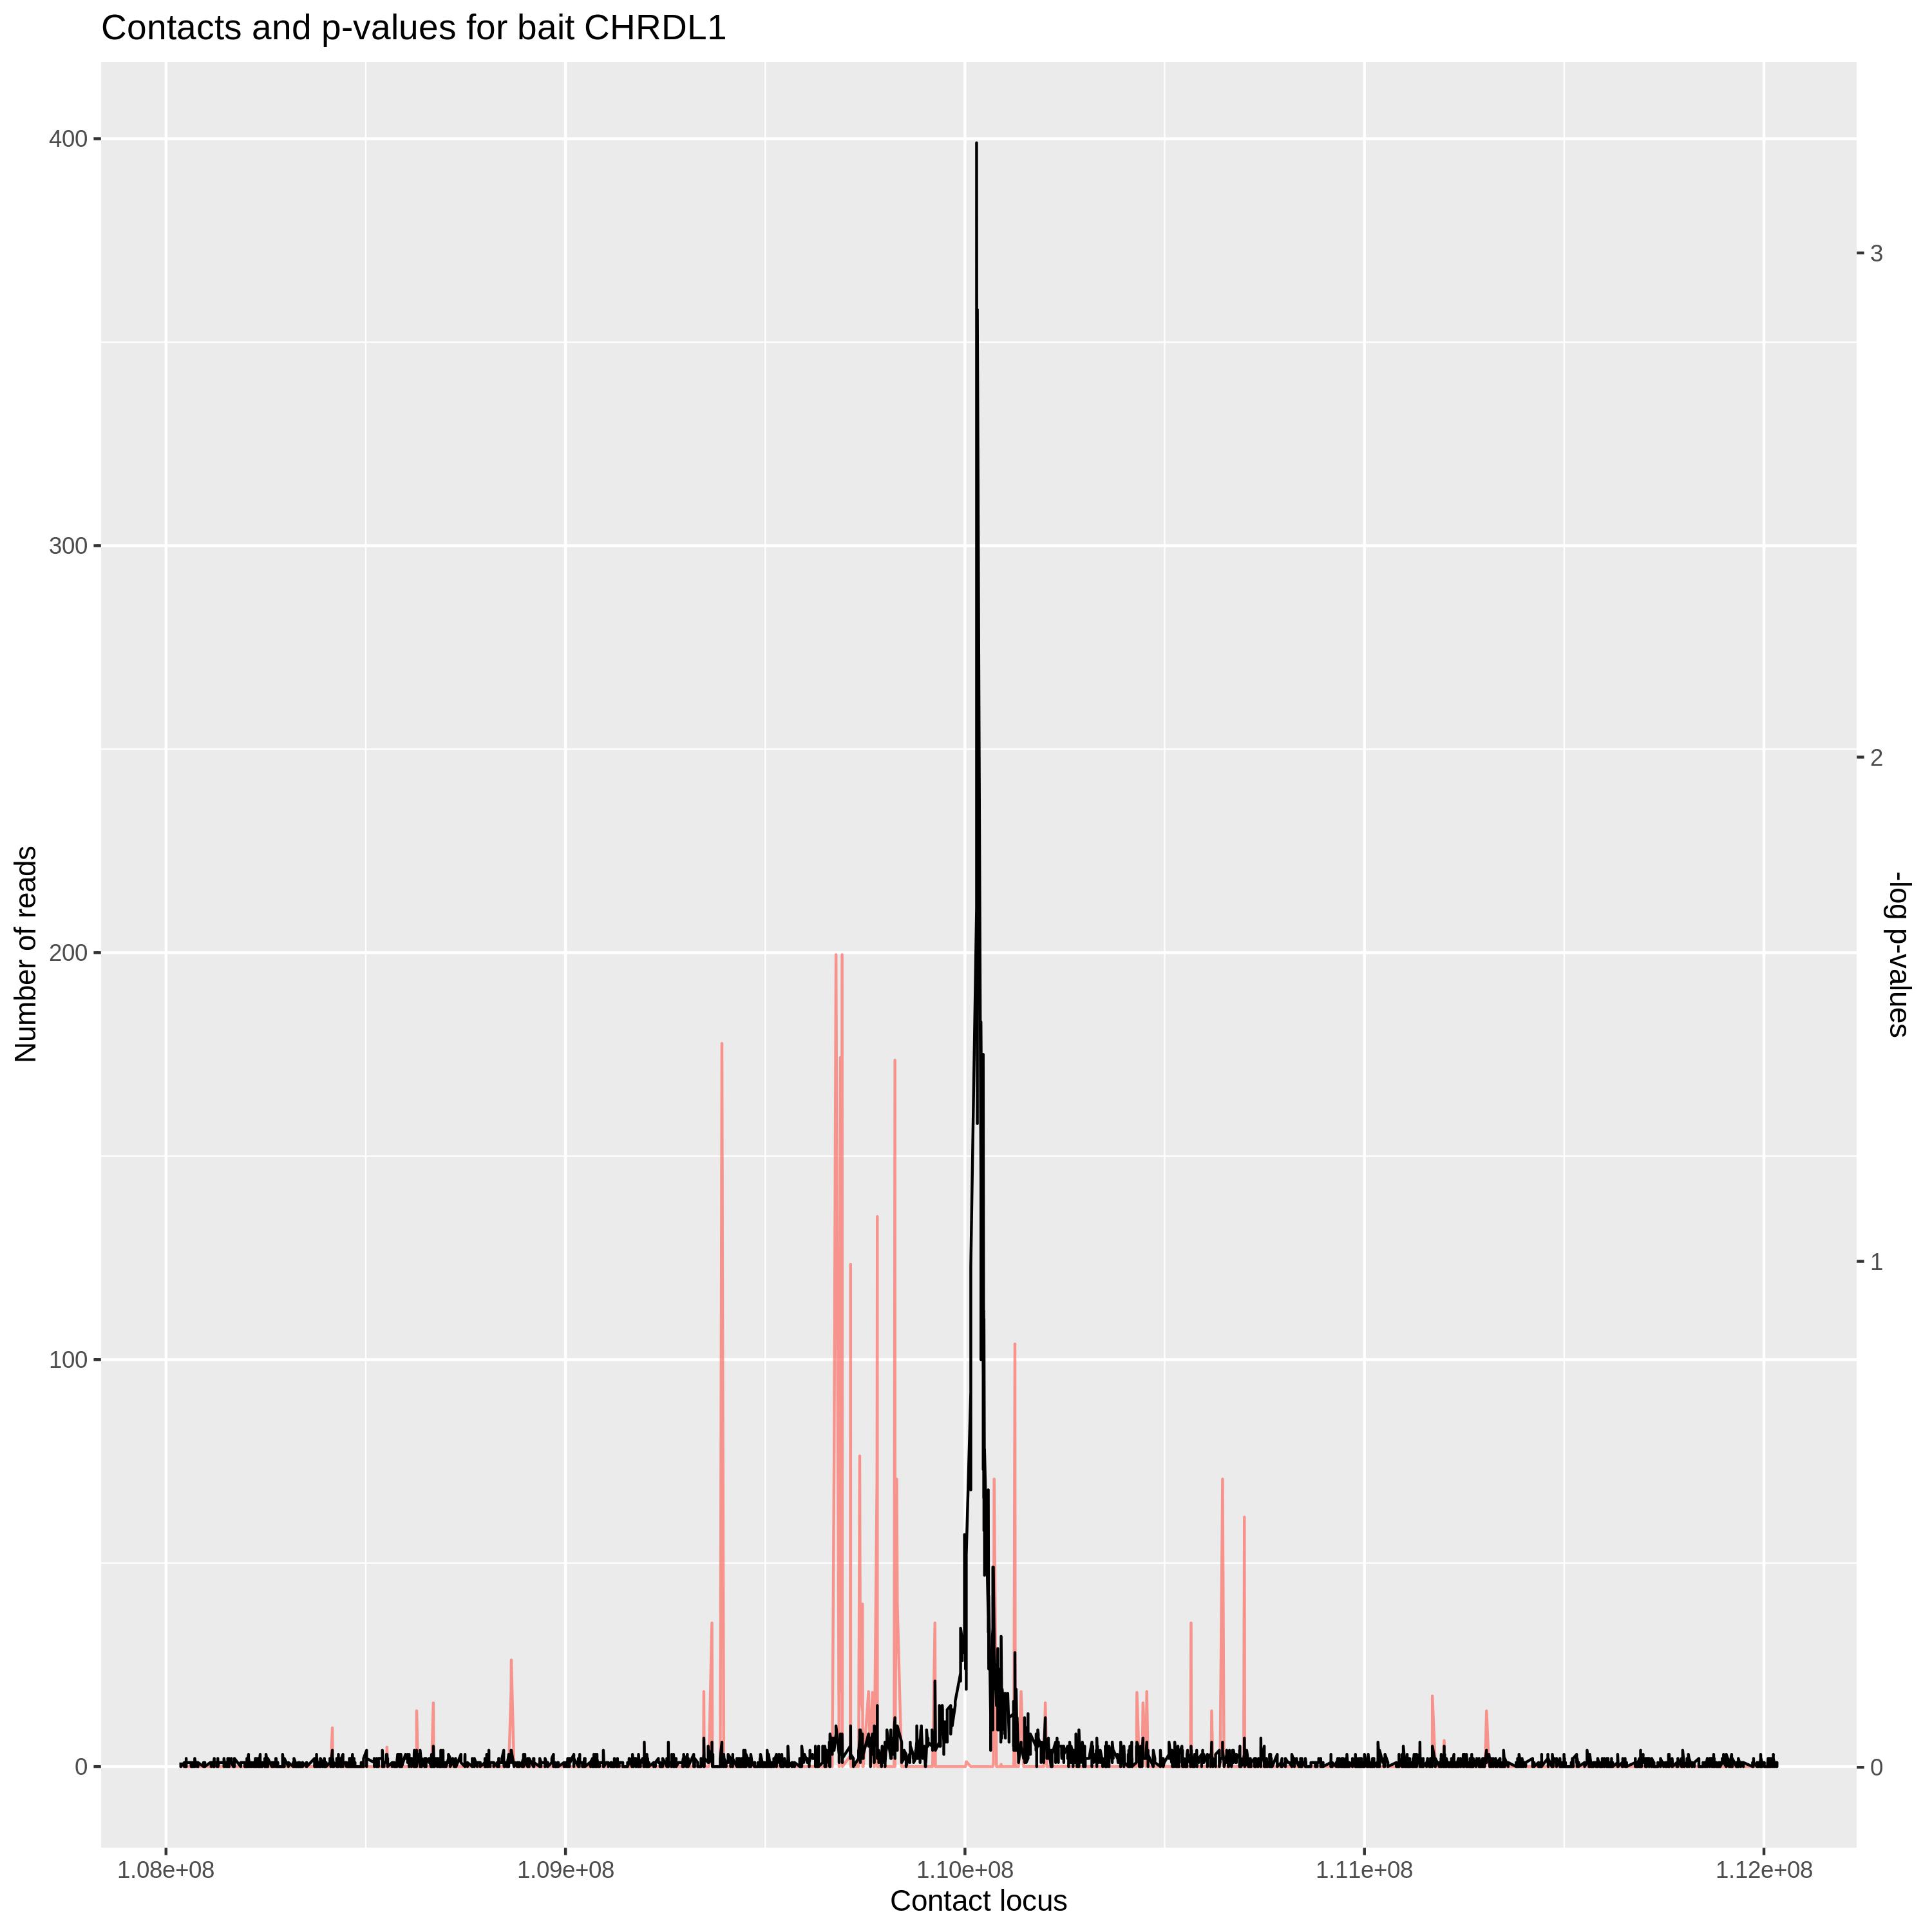 Contacts and p-values for bait CHRDL1
400
300
200
100
0
Number of reads
3
2
1
0
-log p-values
1.08e+08
1.09e+08
1.10e+08
1.11e+08
1.12e+08
Contact locus